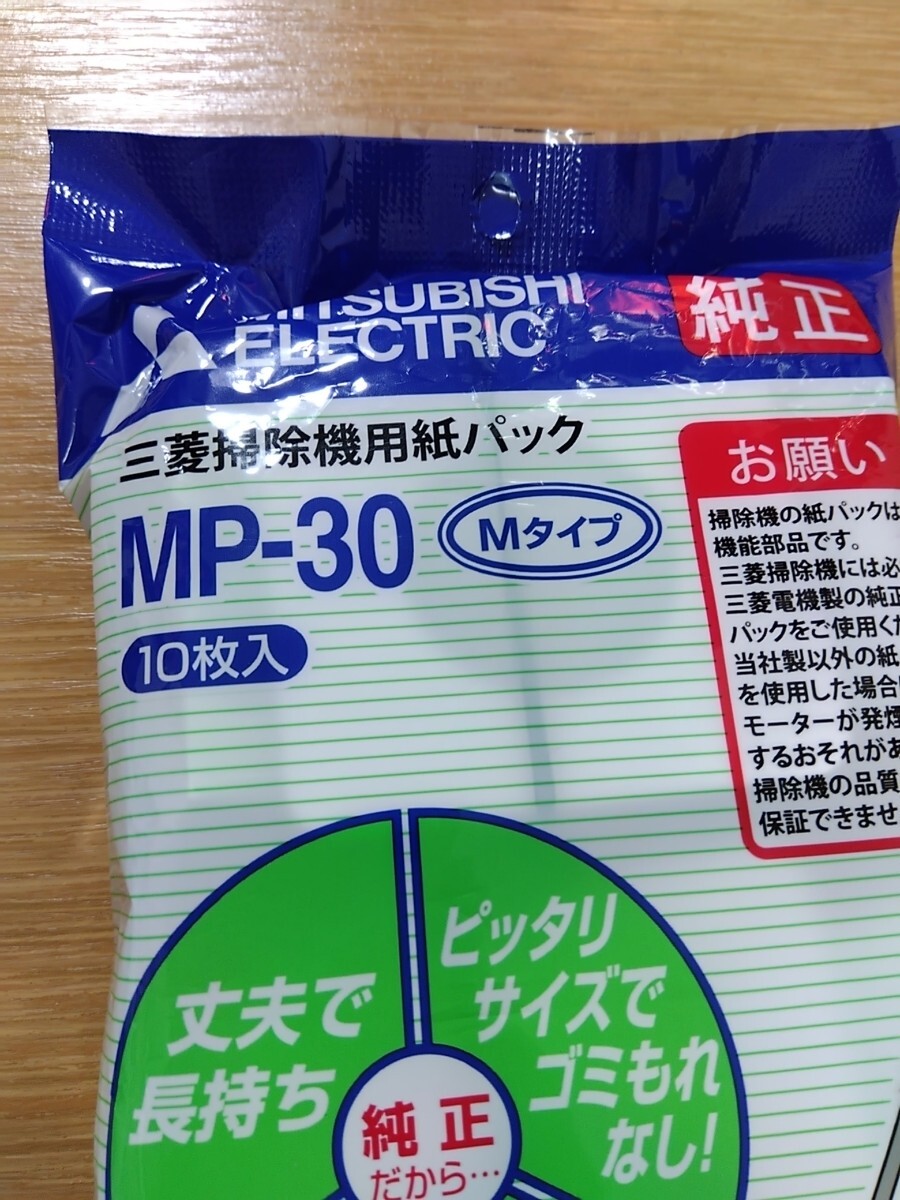 MITSUBISHI
ELECTRIC
純正
三菱掃除機用紙パック
MP-30
Mタイプ
10枚入
お願い
掃除機の紙パックは
機能部品です。
三菱掃除機には必
三菱電機製の純正
パックをご使用くだ
当社製以外の紙
を使用した場合
モーターが発煙
するおそれがあ
掃除機の品質
保証できませ
丈夫で
長持ち
ピッタリ
サイズで
ゴミもれ
なし!
純正
だから…